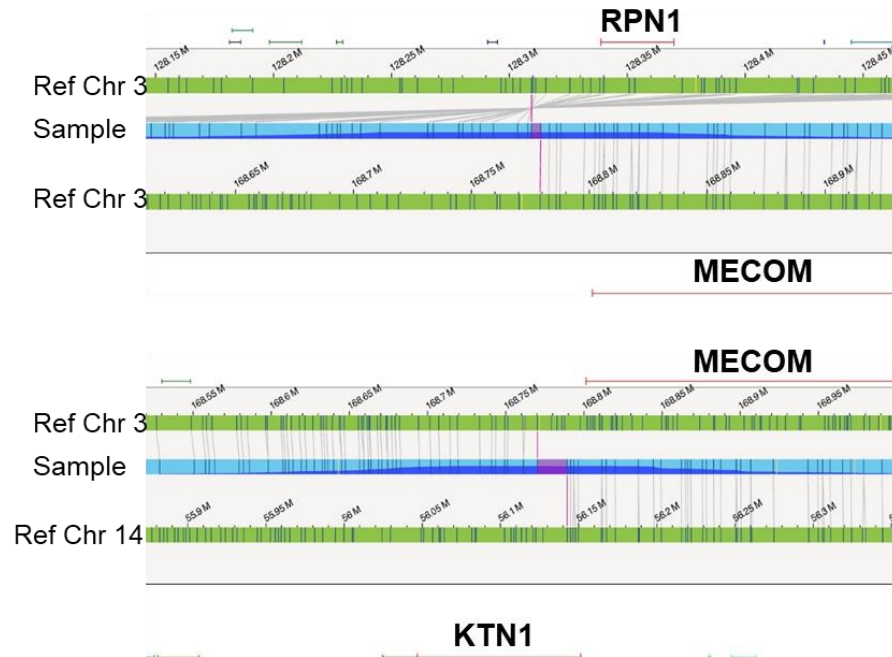 RPN1
128.15 M 128.2 M 128.25 M 128.3 M 128.35 M 128.4 M 128.45 M
Ref Chr 3
Sample
168.65 M 168.7 M 168.75 M 168.8 M 168.85 M 168.9 M
Ref Chr 3
MECOM
MECOM
168.55 M 168.6 M 168.65 M 168.7 M 168.75 M 168.8 M 168.85 M 168.9 M 168.95 M
Ref Chr 3
Sample
55.9 M 55.95 M 56 M 56.05 M 56.1 M 56.15 M 56.2 M 56.25 M 56.3 M
Ref Chr 14
KTN1